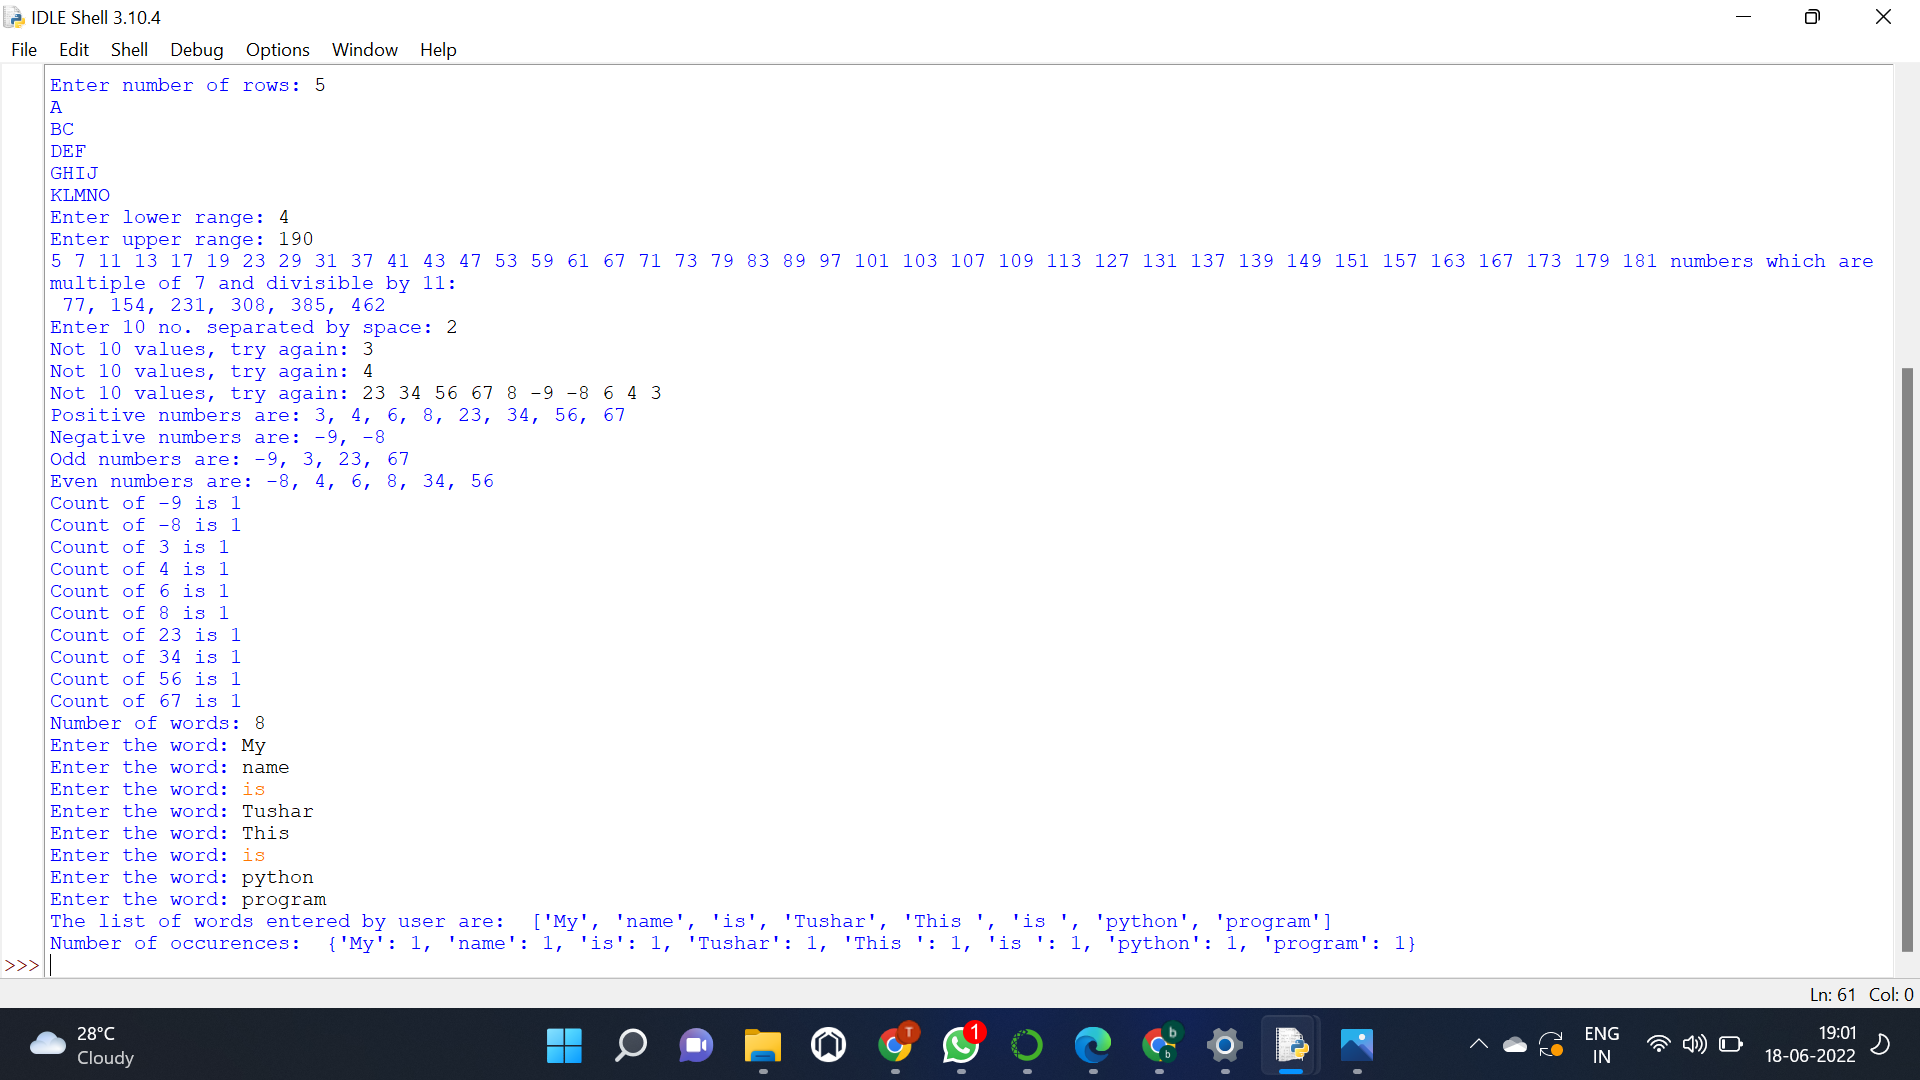 IDLE Shell 3.10.4
File Edit Shell Debug Options Window Help
Enter number of rows: 5
A
BC
DEF
GHIJ
KLMNO
Enter lower range: 4
Enter upper range: 190
5 7 11 13 17 19 23 29 31 37 41 43 47 53 59 61 67 71 73 79 83 89 97 101 103 107 109 113 127 131 137 139 149 151 157 163 167 173 179 181 numbers which are
multiple of 7 and divisible by 11:
77, 154, 231, 308, 385, 462
Enter 10 no. separated by space: 2
Not 10 values, try again: 3
Not 10 values, try again: 4
Not 10 values, try again: 23 34 56 67 8 -9 -8 6 4 3
Positive numbers are: 3, 4, 6, 8, 23, 34, 56, 67
Negative numbers are: -9, -8
Odd numbers are: -9, 3, 23, 67
Even numbers are: -8, 4, 6, 8, 34, 56
Count of -9 is 1
Count of -8 is 1
Count of 3 is 1
Count of 4 is 1
Count of 6 is 1
Count of 8 is 1
Count of 23 is 1
Count of 34 is 1
Count of 56 is 1
Count of 67 is 1
Number of words: 8
Enter the word: My
Enter the word: name
Enter the word: is
Enter the word: Tushar
Enter the word: This
Enter the word: is
Enter the word: python
Enter the word: program
The list of words entered by user are:  ['My', 'name', 'is', 'Tushar', 'This ', 'is ', 'python', 'program']
Number of occurences:  {'My': 1, 'name': 1, 'is': 1, 'Tushar': 1, 'This ': 1, 'is ': 1, 'python': 1, 'program': 1}
>>>
Ln: 61 Col: 0
28°C
Cloudy
T
1
b
b
ENG
IN
19:01
18-06-2022